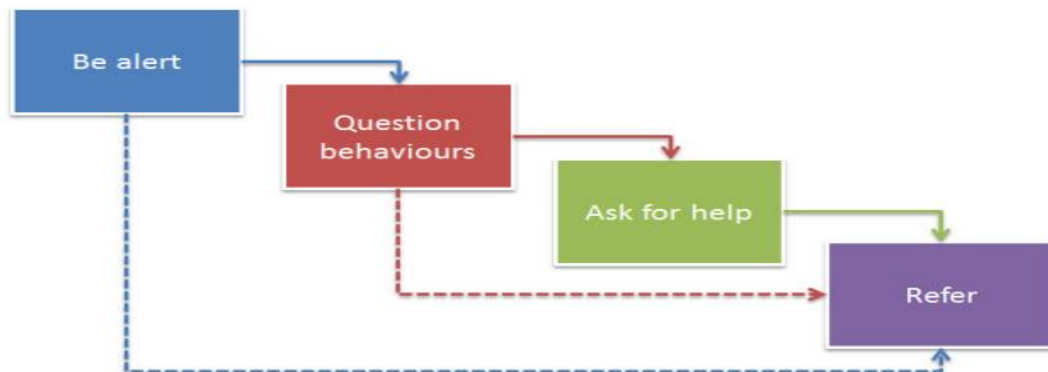 Be alert
Question
behaviours
Ask for help
Refer